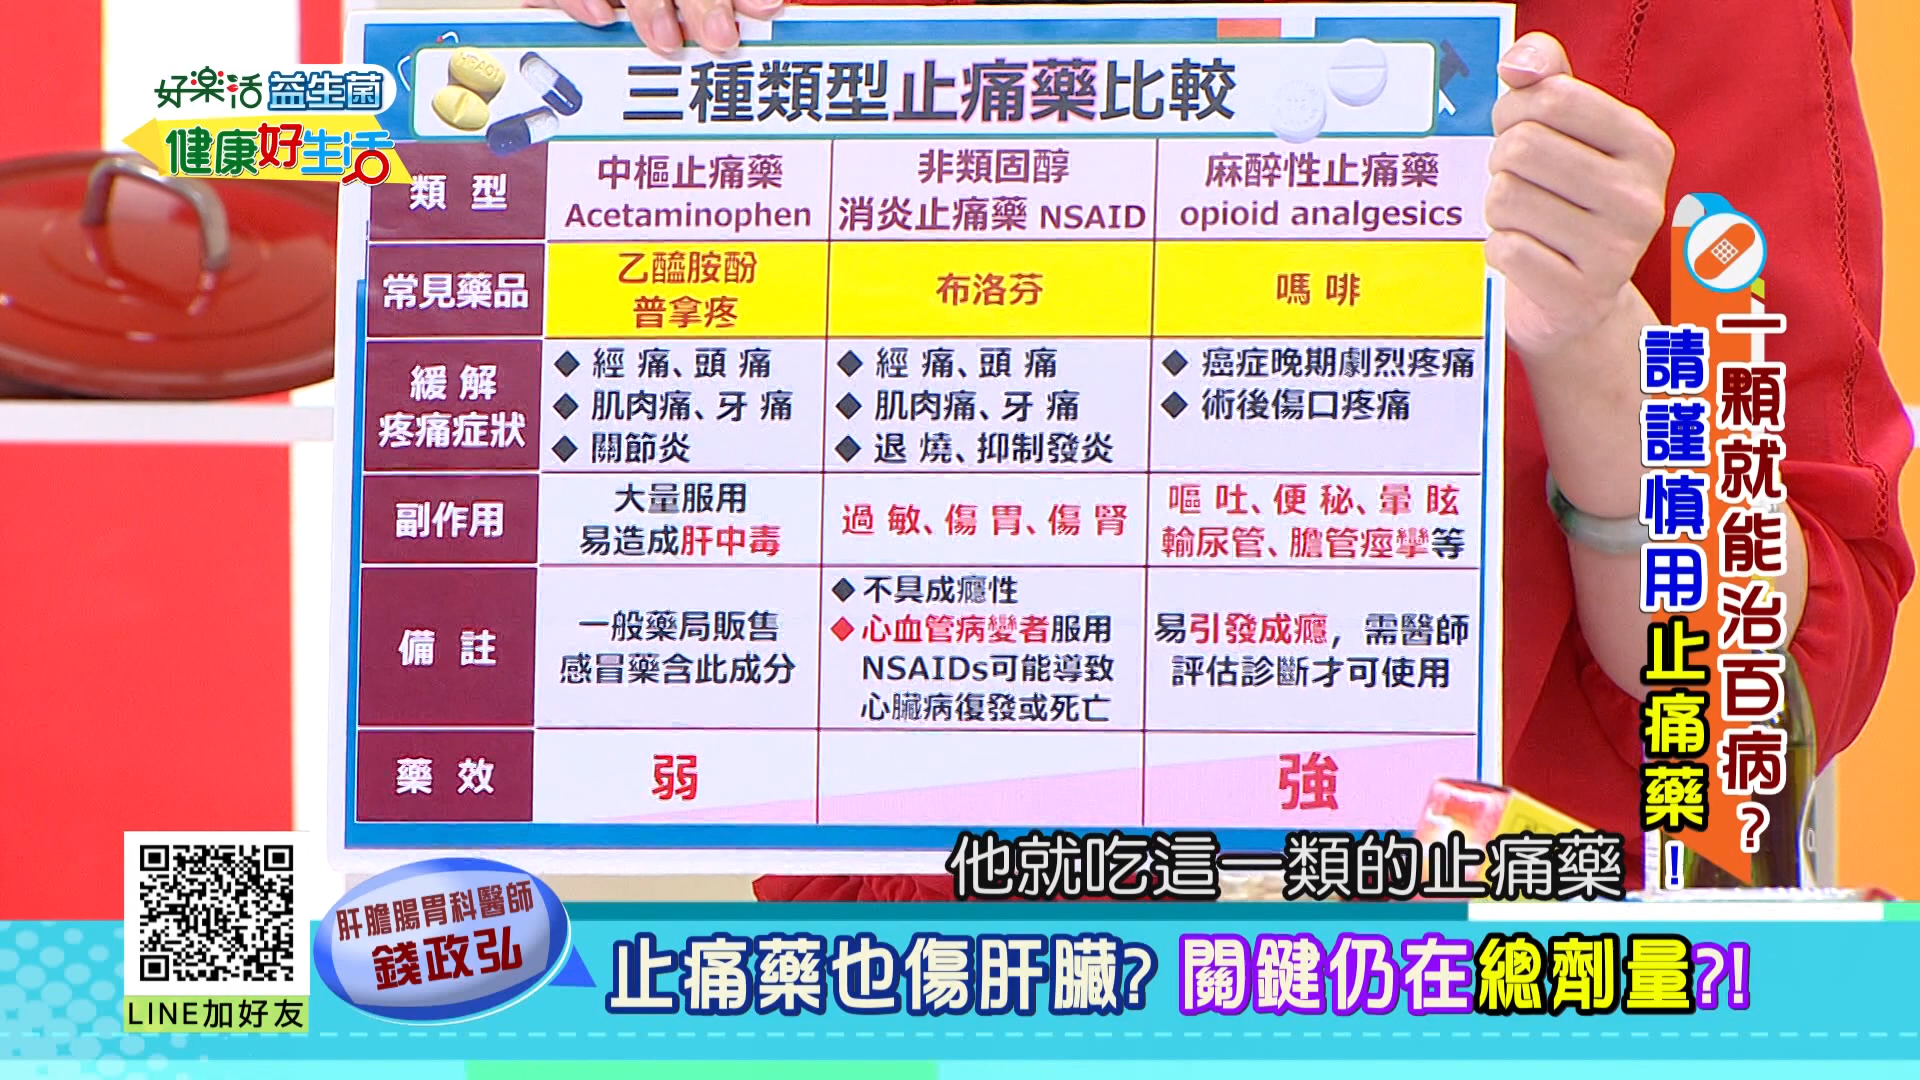 好樂活益生菌
健康好生活
三種類型止痛藥比較
類型
中樞止痛藥
Acetaminophen
非類固醇
消炎止痛藥 NSAID
麻醉性止痛藥
opioid analgesics
常見藥品
乙醯胺酚
普拿疼
布洛芬
嗎啡
緩解
疼痛症狀
◆ 經痛、頭痛
◆ 肌肉痛、牙痛
◆ 關節炎
◆ 經痛、頭痛
◆ 肌肉痛、牙痛
◆ 退燒、抑制發炎
◆ 癌症晚期劇烈疼痛
◆ 術後傷口疼痛
副作用
大量服用
易造成肝中毒
過敏、傷胃、傷腎
嘔吐、便秘、暈眩
輸尿管、膽管痙攣等
備註
一般藥局販售
感冒藥含此成分
◆ 不具成癮性
◆ 心血管病變者服用
NSAIDs可能導致
心臟病復發或死亡
易引發成癮，需醫師
評估診斷才可使用
藥效
弱
強
一顆就能治百病?
請謹慎用止痛藥!
他就吃這一類的止痛藥
LINE加好友
肝膽腸胃科醫師
錢政弘
止痛藥也傷肝臟? 關鍵仍在總劑量?!